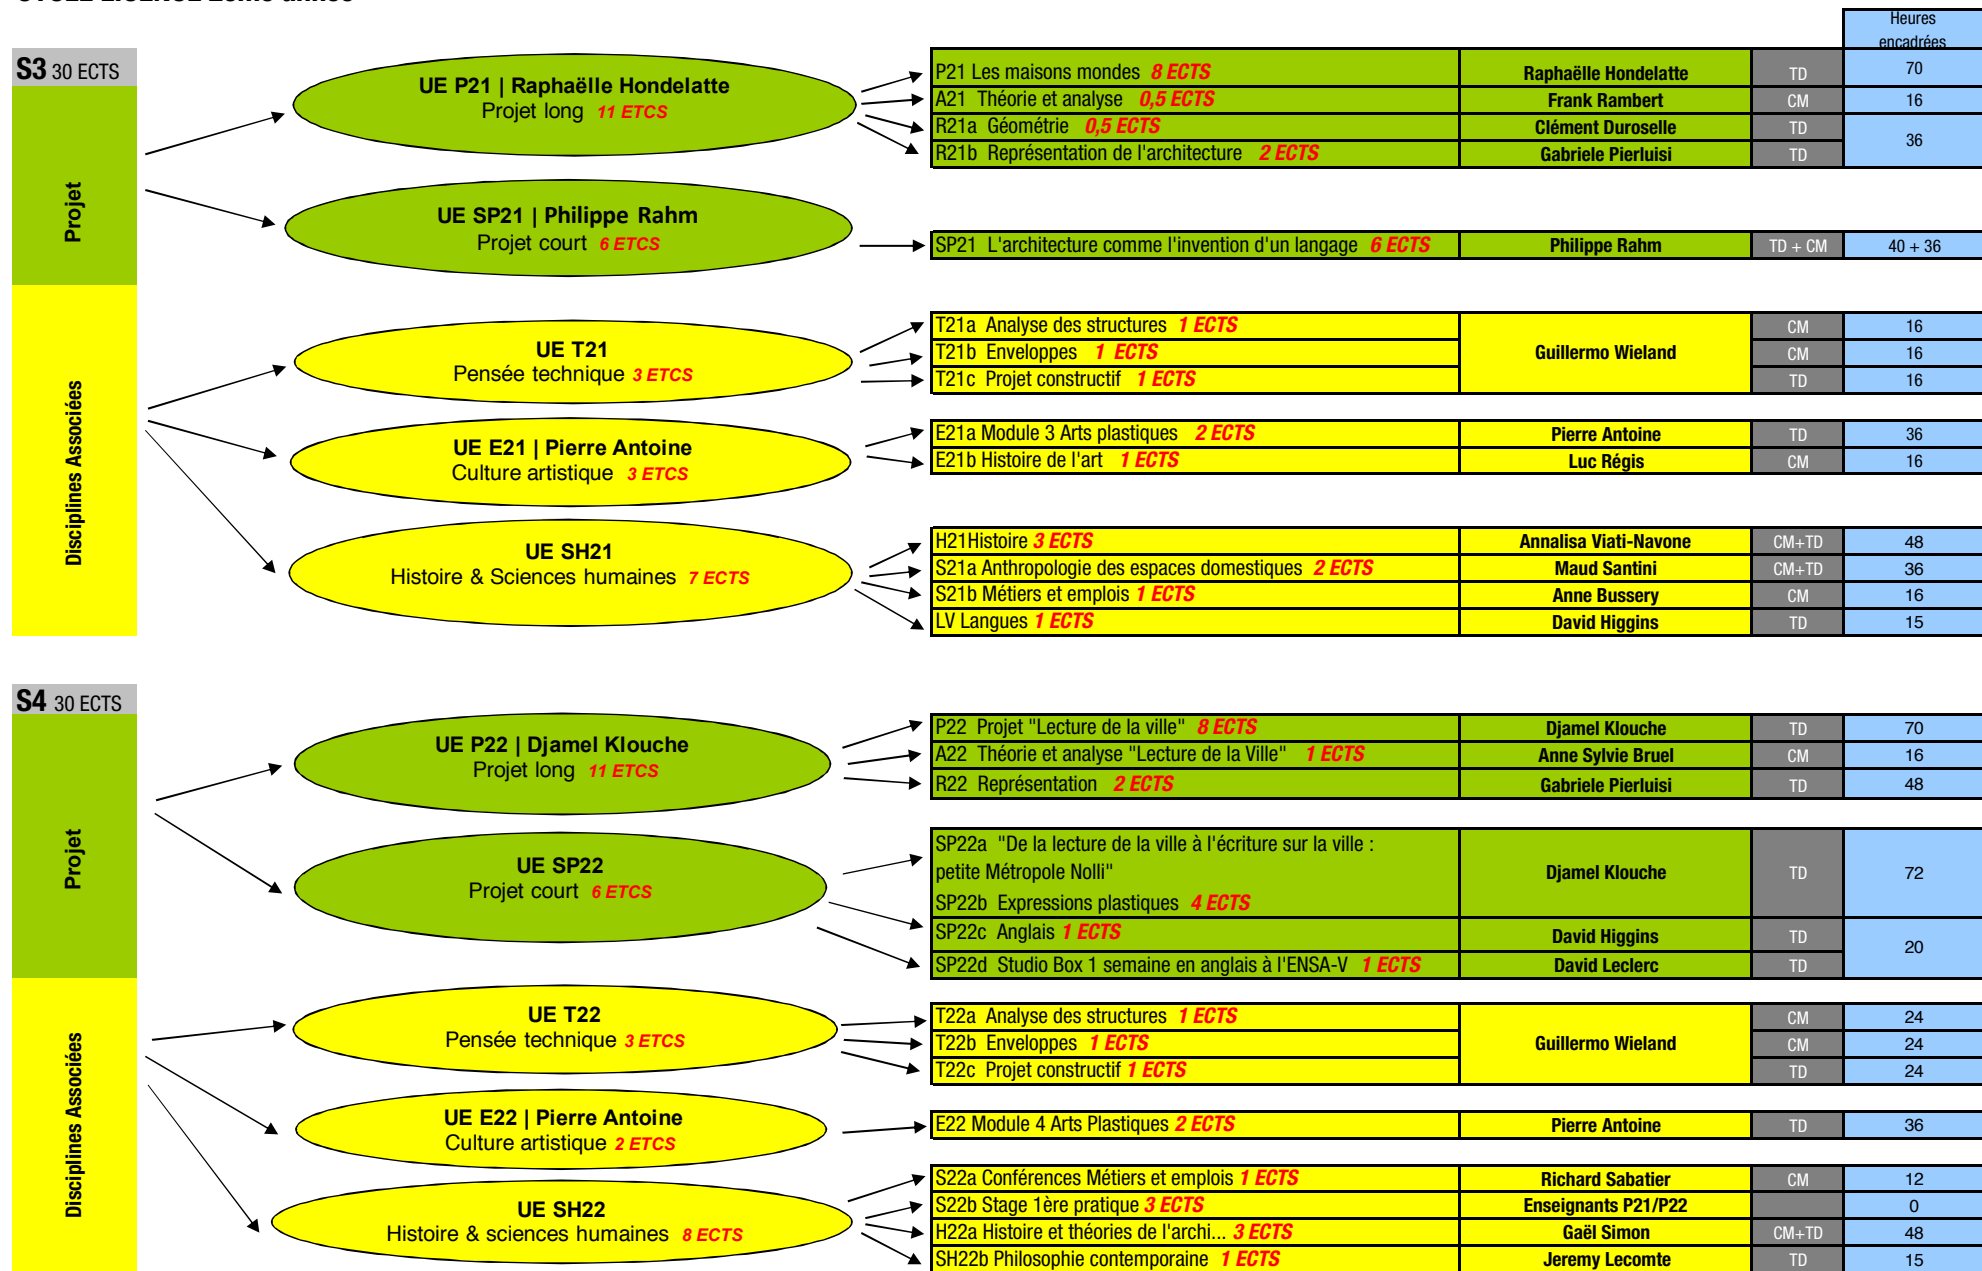 Heures
encadrées
S3 30 ECTS
Projet
UE P21 | Raphaëlle Hondelatte
Projet long 11 ETCS
P21 Les maisons mondes 8 ECTS Raphaëlle Hondelatte TD 70
A21 Théorie et analyse 0,5 ECTS Frank Rambert CM 16
R21a Géométrie 0,5 ECTS Clément Duroselle TD 36
R21b Représentation de l'architecture 2 ECTS Gabriele Pierluisi TD
UE SP21 | Philippe Rahm
Projet court 6 ETCS
SP21 L'architecture comme l'invention d'un langage 6 ECTS Philippe Rahm TD + CM 40 + 36
Disciplines Associées
UE T21
Pensée technique 3 ETCS
T21a Analyse des structures 1 ECTS CM 16
T21b Enveloppes 1 ECTS Guillermo Wieland CM 16
T21c Projet constructif 1 ECTS TD 16
UE E21 | Pierre Antoine
Culture artistique 3 ETCS
E21a Module 3 Arts plastiques 2 ECTS Pierre Antoine TD 36
E21b Histoire de l'art 1 ECTS Luc Régis CM 16
UE SH21
Histoire & Sciences humaines 7 ECTS
H21Histoire 3 ECTS Annalisa Viati-Navone CM+TD 48
S21a Anthropologie des espaces domestiques 2 ECTS Maud Santini CM+TD 36
S21b Métiers et emplois 1 ECTS Anne Bussery CM 16
LV Langues 1 ECTS David Higgins TD 15
S4 30 ECTS
Projet
UE P22 | Djamel Klouche
Projet long 11 ETCS
P22 Projet "Lecture de la ville" 8 ECTS Djamel Klouche TD 70
A22 Théorie et analyse "Lecture de la Ville" 1 ECTS Anne Sylvie Bruel CM 16
R22 Représentation 2 ECTS Gabriele Pierluisi TD 48
UE SP22
Projet court 6 ETCS
SP22a "De la lecture de la ville à l'écriture sur la ville :
petite Métropole Nolli" Djamel Klouche TD 72
SP22b Expressions plastiques 4 ECTS
SP22c Anglais 1 ECTS David Higgins TD 20
SP22d Studio Box 1 semaine en anglais à l'ENSA-V 1 ECTS David Leclerc TD
Disciplines Associées
UE T22
Pensée technique 3 ETCS
T22a Analyse des structures 1 ECTS CM 24
T22b Enveloppes 1 ECTS Guillermo Wieland CM 24
T22c Projet constructif 1 ECTS TD 24
UE E22 | Pierre Antoine
Culture artistique 2 ETCS
E22 Module 4 Arts Plastiques 2 ECTS Pierre Antoine TD 36
UE SH22
Histoire & sciences humaines 8 ECTS
S22a Conférences Métiers et emplois 1 ECTS Richard Sabatier CM 12
S22b Stage 1ère pratique 3 ECTS Enseignants P21/P22 0
H22a Histoire et théories de l'archi... 3 ECTS Gaël Simon CM+TD 48
SH22b Philosophie contemporaine 1 ECTS Jeremy Lecomte TD 15